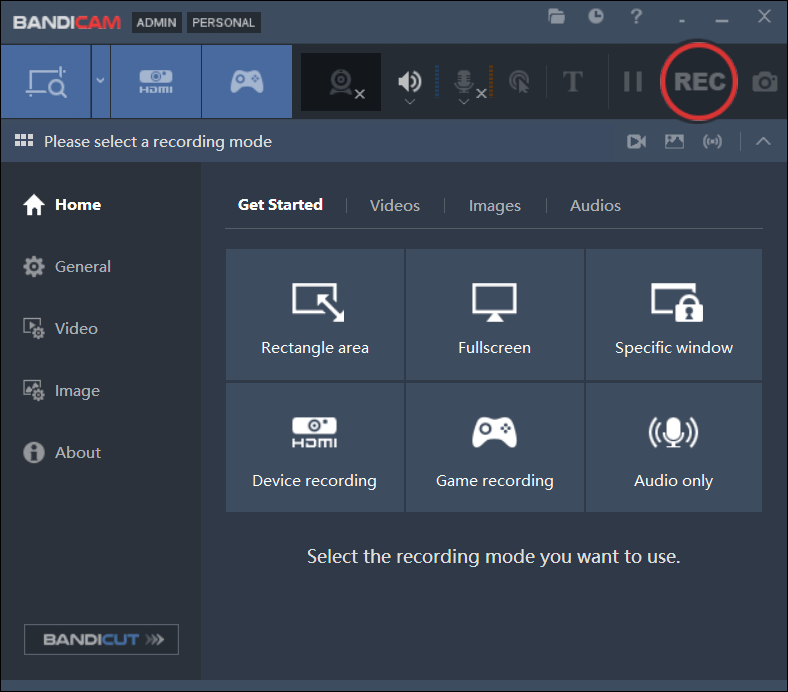 BANDICAM ADMIN PERSONAL ?
HDMI T REC
Please select a recording mode
Home
General
Video
Image
About
BANDICUT
Get Started Videos Images Audios
Rectangle area Fullscreen Specific window
HDMI
Device recording Game recording Audio only
Select the recording mode you want to use.